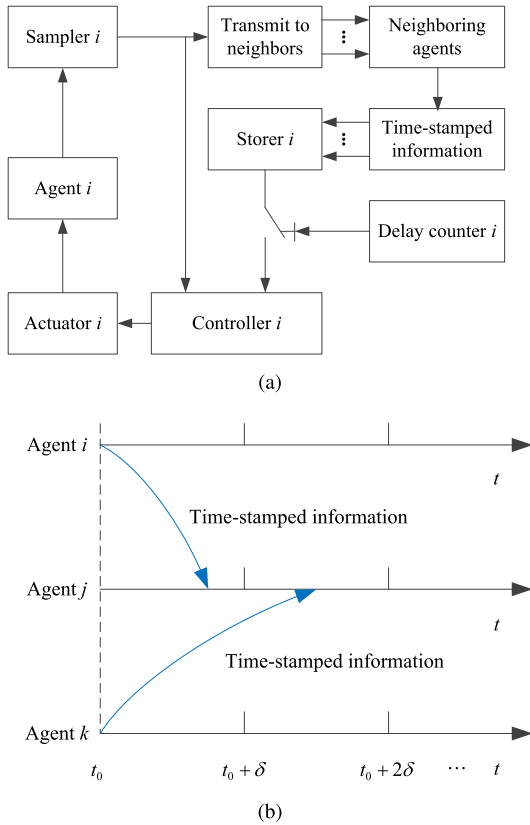 Sampler i
Transmit to
neighbors
Neighboring
agents
Storer i
Time-stamped
information
Agent i
Delay counter i
Actuator i
Controller i
(a)
Agent i
t
Time-stamped information
Agent j
t
Time-stamped information
Agent k
t₀
t₀ + δ
t₀ + 2δ
⋯
t
(b)